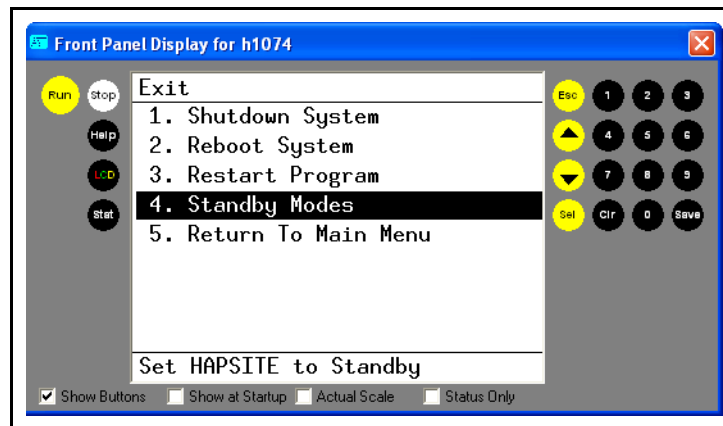 Front Panel Display for h1074
Run Stop
Help
LCD
Stat
Exit
1. Shutdown System
2. Reboot System
3. Restart Program
4. Standby Modes
5. Return To Main Menu
Set HAPSITE to Standby
Esc 1 2 3
4 5 6
7 8 9
Sel Clr 0 Save
Show Buttons Show at Startup Actual Scale Status Only